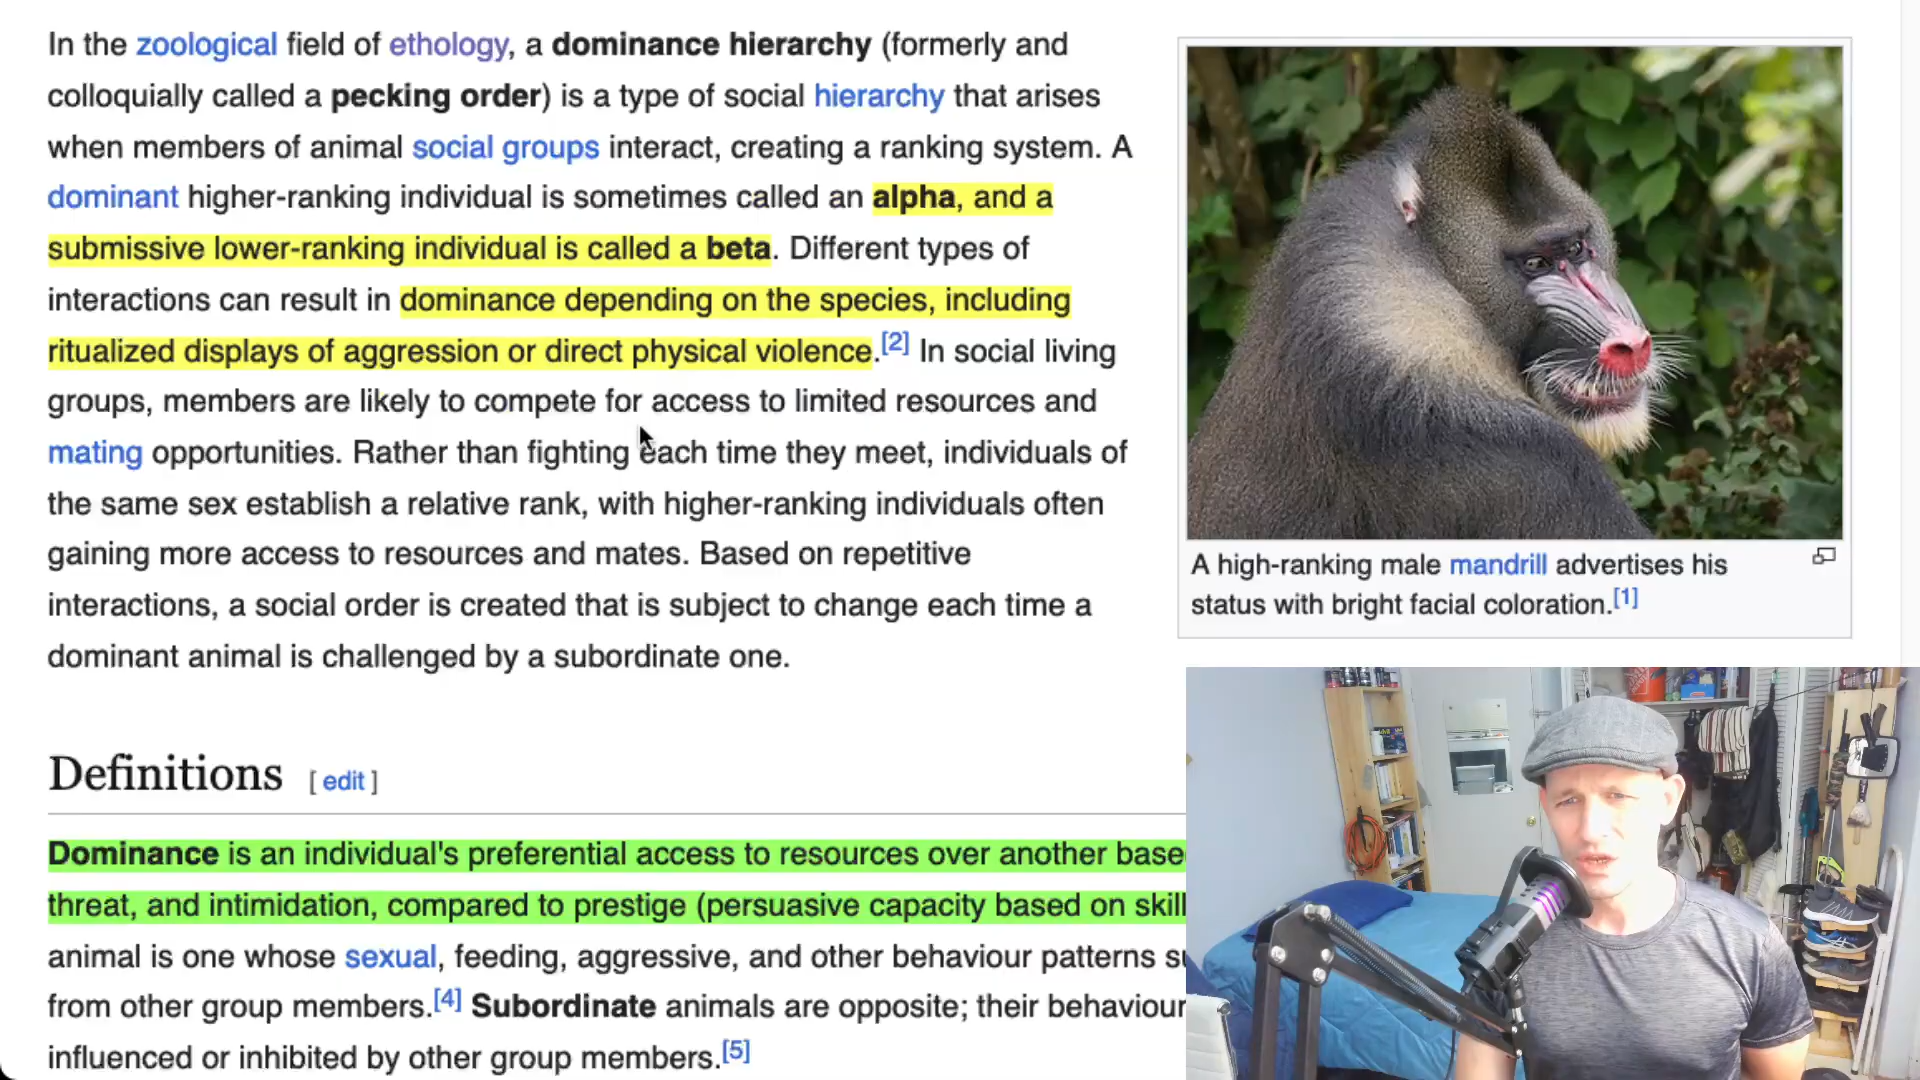 In the zoological field of ethology, a dominance hierarchy (formerly and
colloquially called a pecking order) is a type of social hierarchy that arises
when members of animal social groups interact, creating a ranking system. A
dominant higher-ranking individual is sometimes called an alpha, and a
submissive lower-ranking individual is called a beta. Different types of
interactions can result in dominance depending on the species, including
ritualized displays of aggression or direct physical violence.[2] In social living
groups, members are likely to compete for access to limited resources and
mating opportunities. Rather than fighting each time they meet, individuals of
the same sex establish a relative rank, with higher-ranking individuals often
gaining more access to resources and mates. Based on repetitive
interactions, a social order is created that is subject to change each time a
dominant animal is challenged by a subordinate one.
A high-ranking male mandrill advertises his
status with bright facial coloration.[1]
Definitions [ edit ]
Dominance is an individual's preferential access to resources over another base
threat, and intimidation, compared to prestige (persuasive capacity based on skill
animal is one whose sexual, feeding, aggressive, and other behaviour patterns
from other group members.[4] Subordinate animals are opposite; their behaviour
influenced or inhibited by other group members.[5]